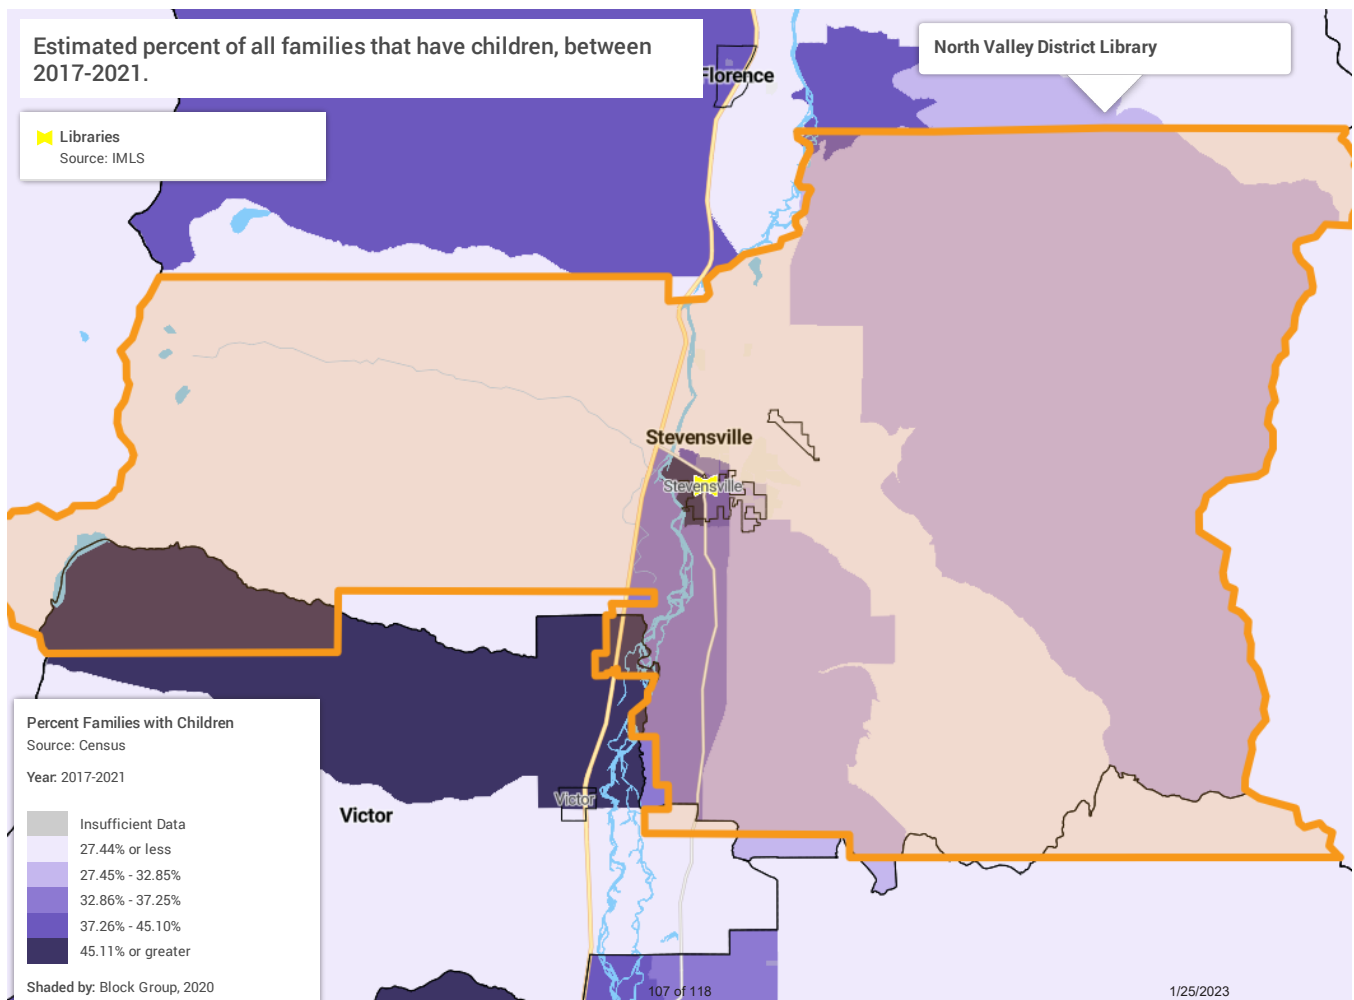 Estimated percent of all families that have children, between
2017-2021.
North Valley District Library
Florence
Libraries
Source: IMLS
Stevensville
Stevensville
Percent Families with Children
Source: Census
Year: 2017-2021
Insufficient Data
27.44% or less
27.45% - 32.85%
32.86% - 37.25%
37.26% - 45.10%
45.11% or greater
Shaded by: Block Group, 2020
Victor
Victor
107 of 118
1/25/2023